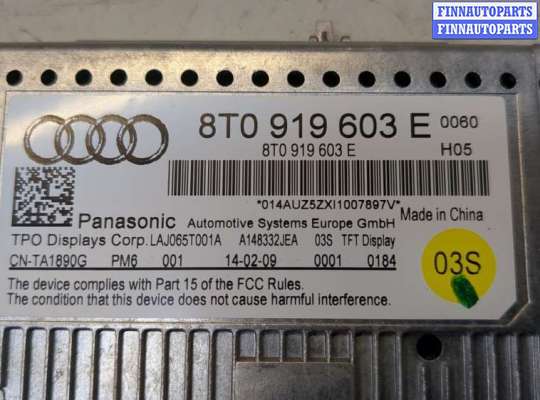 FINNAUTOPARTS
FINNAUTOPARTS
8T0 919 603 E 0060
8T0 919 603 E H05
*014AUZ5ZXI1007897V*
Panasonic Automotive Systems Europe GmbH Made in China
TPO Displays Corp. LAJ065T001A A148332JEA 03S TFT Display
CN-TA1890G PM6 001 14-02-09 0001 0184
03S
The device complies with Part 15 of the FCC Rules.
The condition that this device does not cause harmful interference.